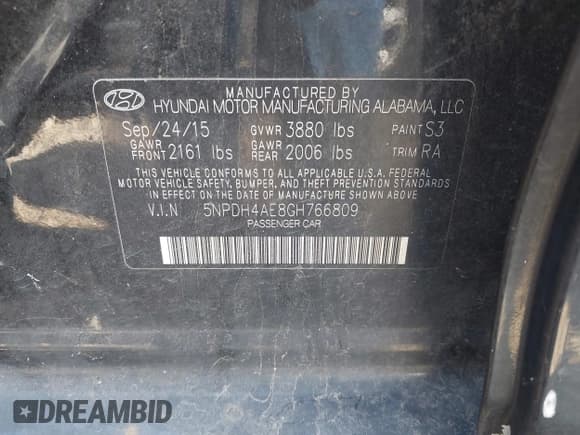 MANUFACTURED BY
HYUNDAI MOTOR MANUFACTURING ALABAMA, LLC
Sep/24/15 GVWR 3880 lbs PAINT S3
GAWR FRONT 2161 lbs GAWR REAR 2006 lbs TRIM RA
THIS VEHICLE CONFORMS TO ALL APPLICABLE U.S.A. FEDERAL
MOTOR VEHICLE SAFETY, BUMPER, AND THEFT PREVENTION
STANDARDS IN EFFECT ON THE DATE OF MANUFACTURE SHOWN ABOVE
V.I.N 5NPDH4AE8GH766809
PASSENGER CAR
DREAMBID